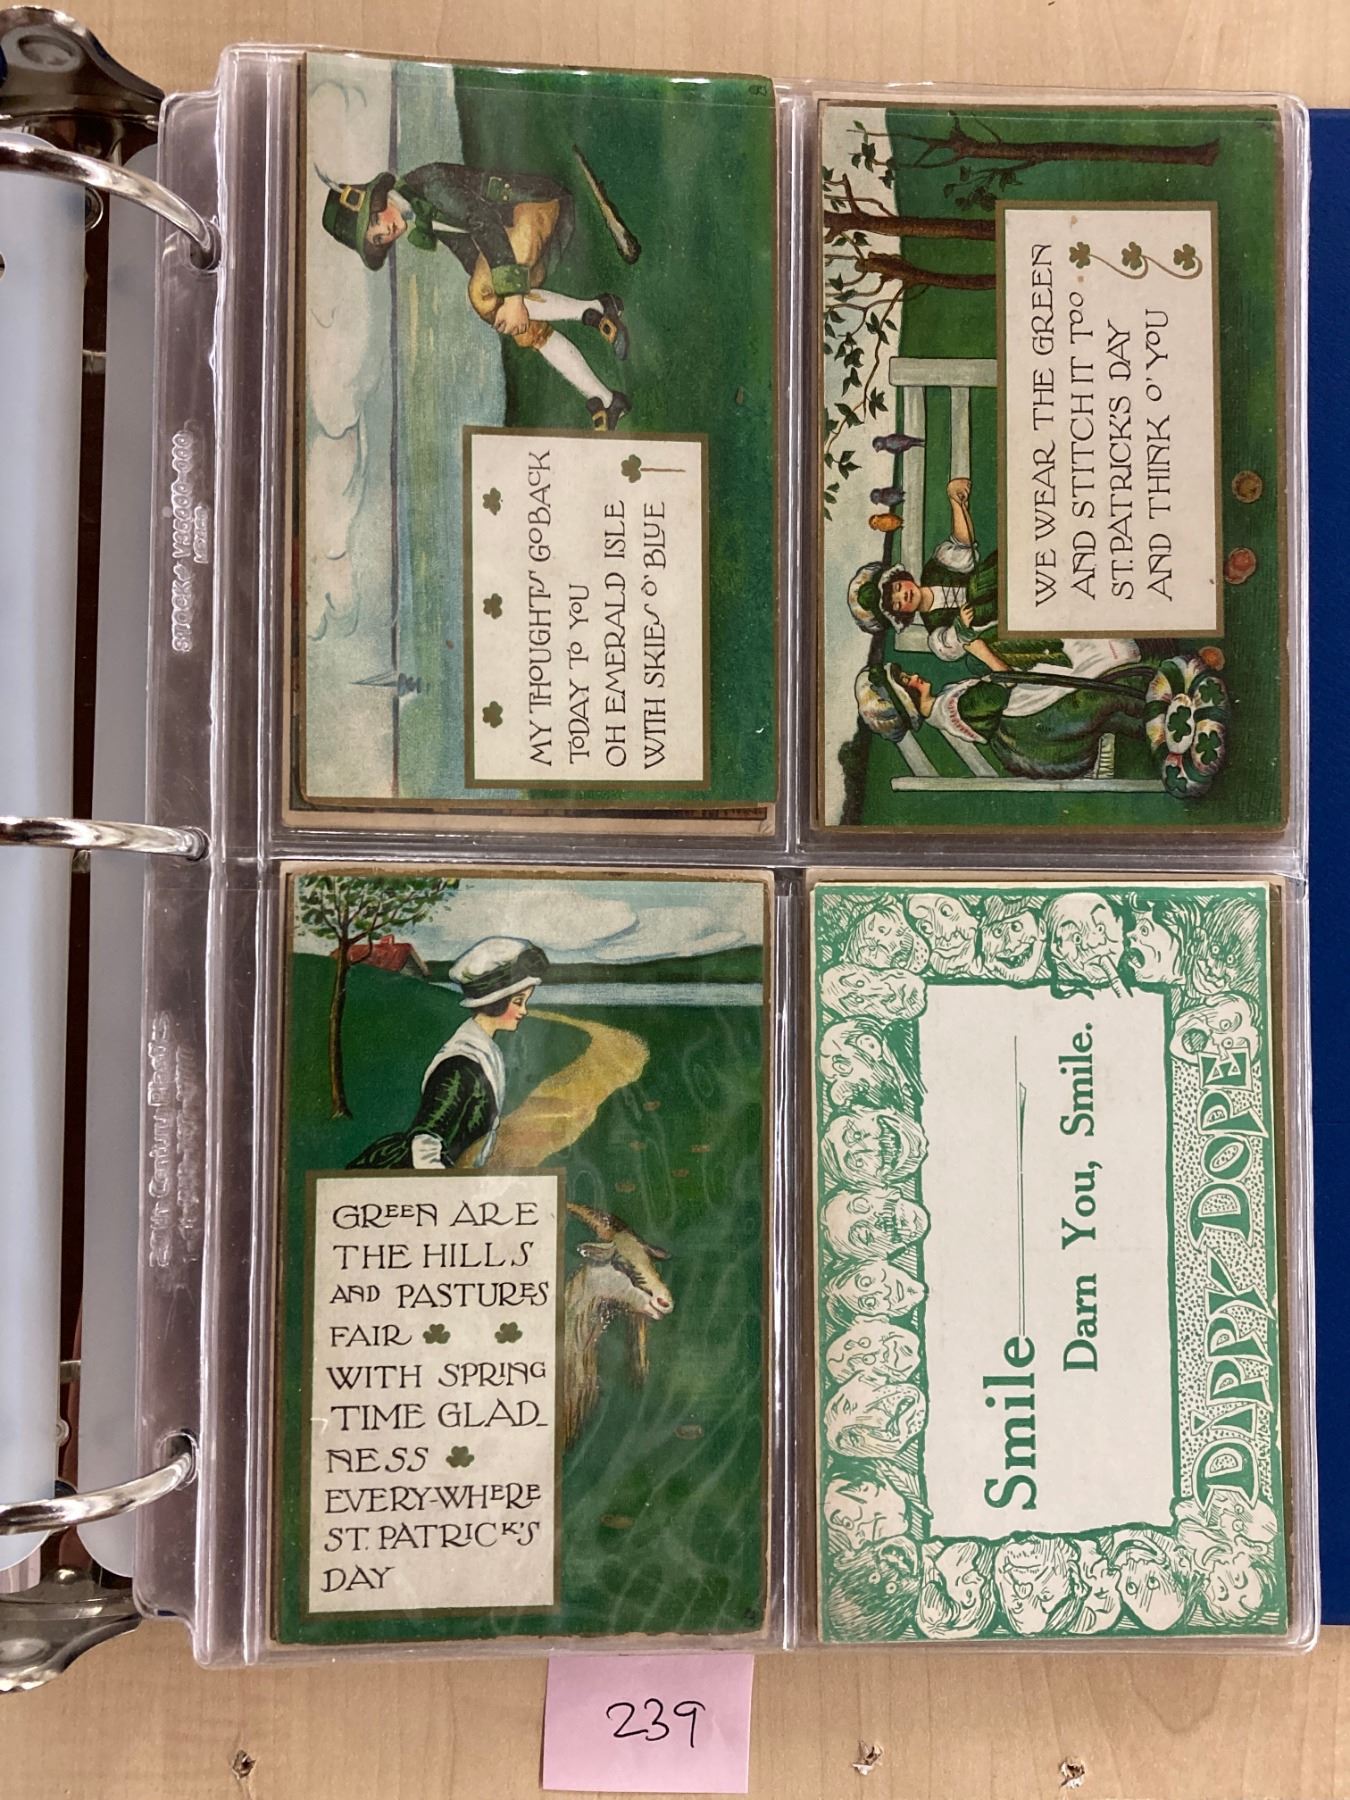 MY THOUGHTS GO BACK
TODAY TO YOU
OH EMERALD ISLE
WITH SKIES O' BLUE
WE WEAR THE GREEN
AND STITCH IT TOO
ST. PATRICK'S DAY
AND THINK O' YOU
GREEN ARE
THE HILLS
AND PASTURES
FAIR
WITH SPRING
TIME GLAD-
NESS
EVERY-WHERE
ST. PATRICK'S
DAY
Smile
Darn You, Smile.
DIPPY DOPE
239